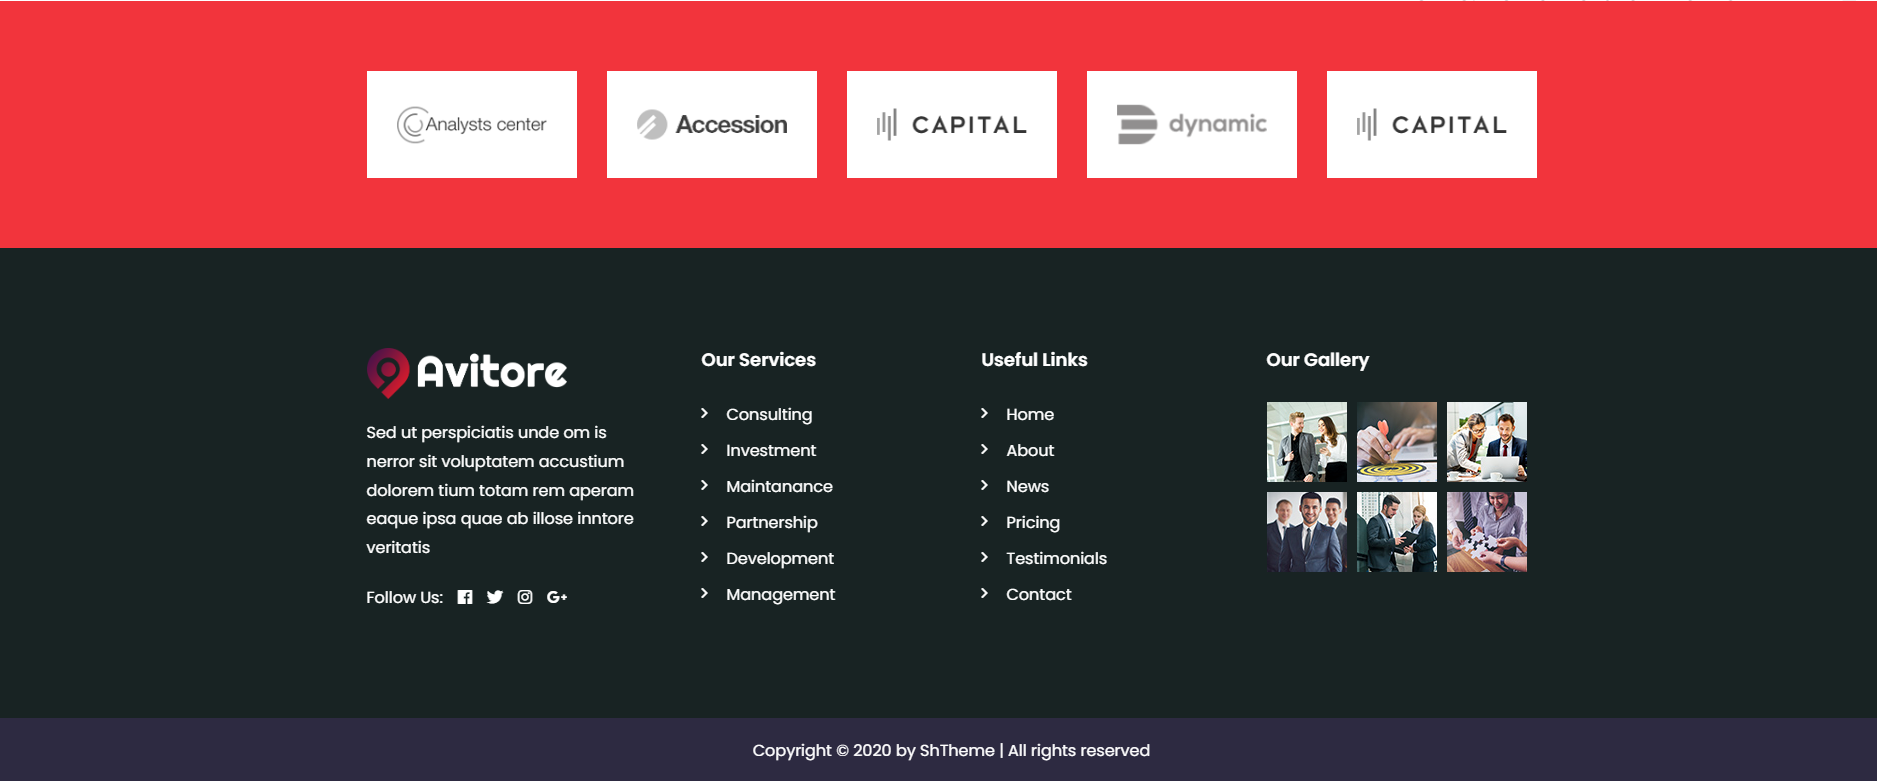 Analysts center
Accession
CAPITAL
dynamic
CAPITAL
Avitore
Sed ut perspiciatis unde om is
nerror sit voluptatem accustium
dolorem tium totam rem aperam
eaque ipsa quae ab illose inntore
veritatis
Follow Us:
Our Services
Consulting
Investment
Maintanance
Partnership
Development
Management
Useful Links
Home
About
News
Pricing
Testimonials
Contact
Our Gallery
Copyright © 2020 by ShTheme | All rights reserved